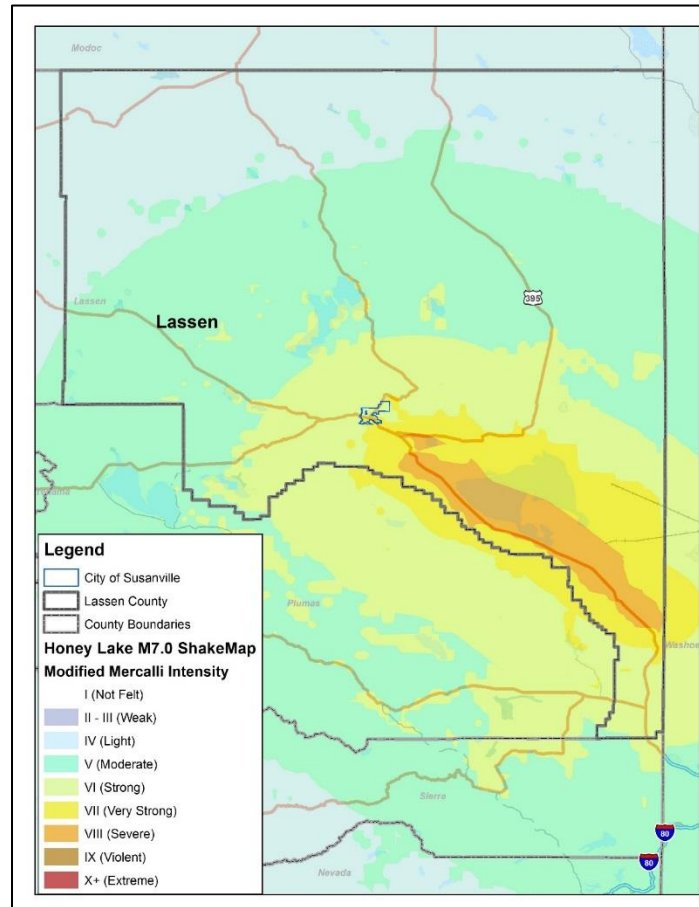 Modoc
395
Lassen
Lassen
Plumas
Washoe
Sierra
80
80
Nevada
Legend
City of Susanville
Lassen County
County Boundaries
Honey Lake M7.0 ShakeMap
Modified Mercalli Intensity
I (Not Felt)
II - III (Weak)
IV (Light)
V (Moderate)
VI (Strong)
VII (Very Strong)
VIII (Severe)
IX (Violent)
X+ (Extreme)